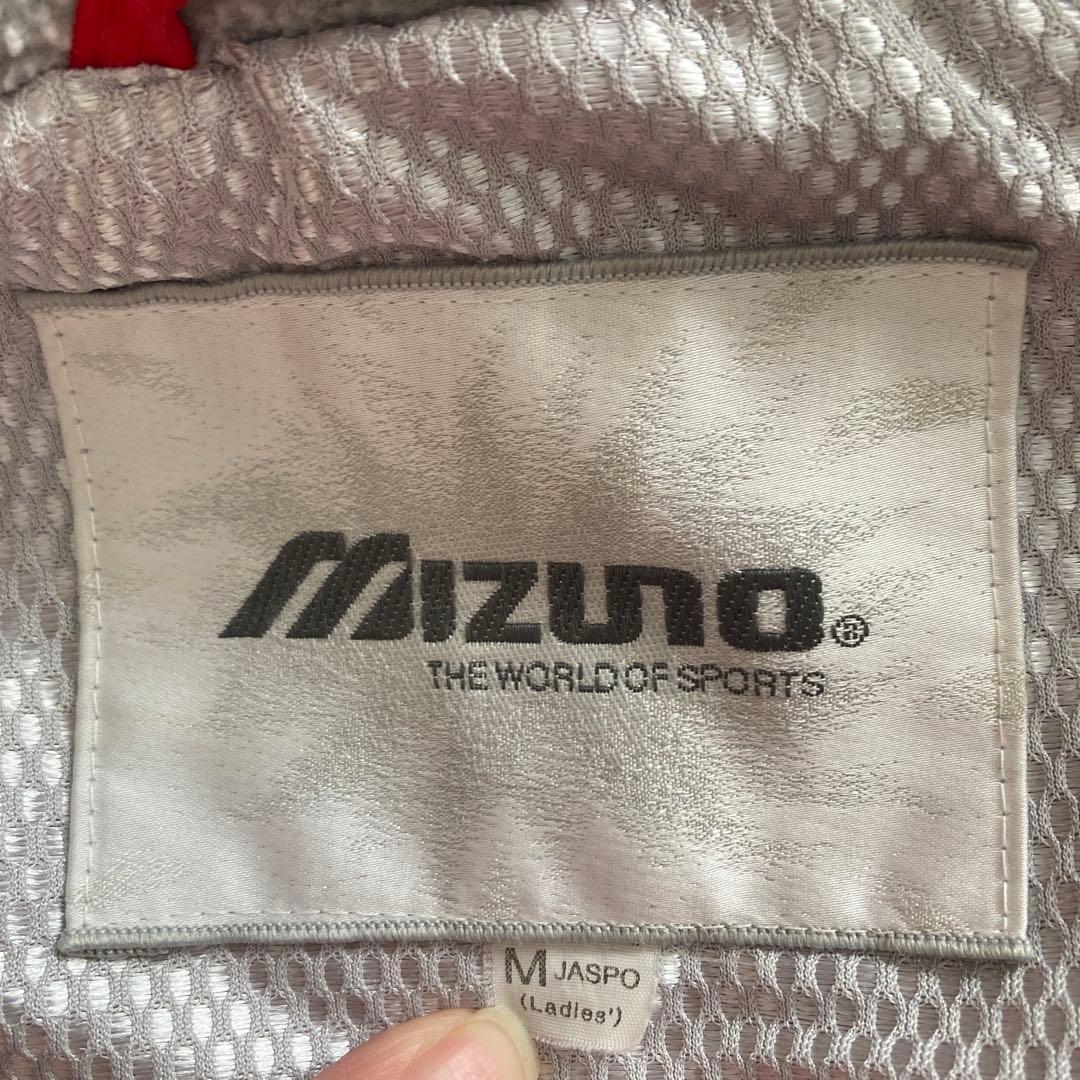 MIZUNO®
THE WORLD OF SPORTS
M JASPO
(Ladies')